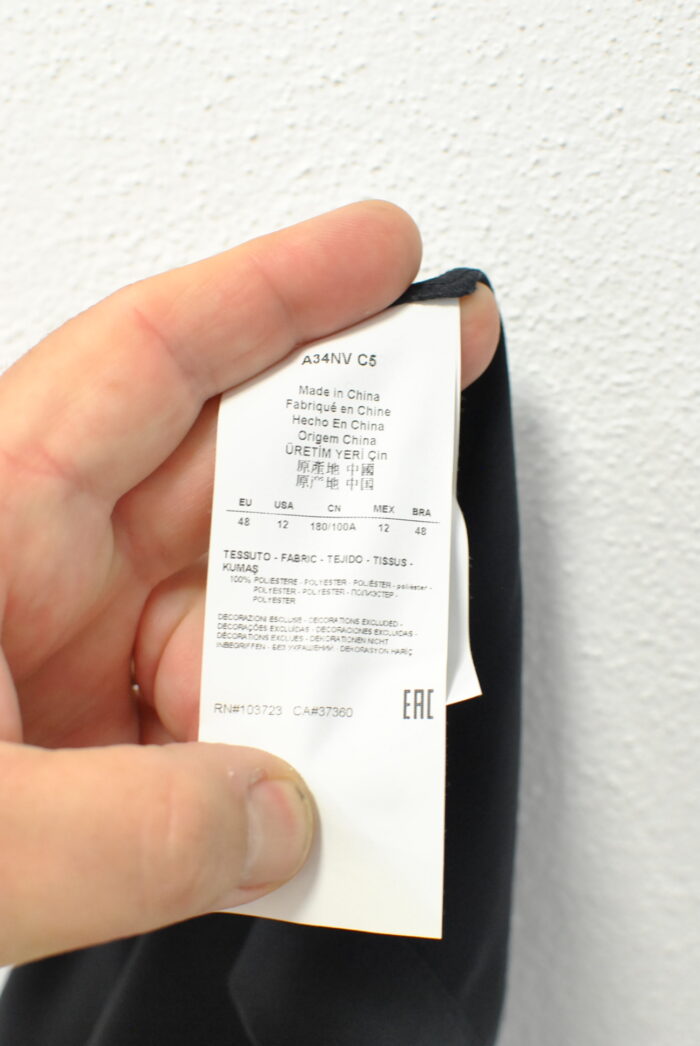 A34NV C5
Made in China
Fabriqué en Chine
Hecho En China
Origem China
ÜRETİM YERİ Çin
原產地 中國
原产地 中国
EU USA CN MEX BRA
48 12 180/100A 12 48
TESSUTO - FABRIC - TEJIDO - TISSUS -
KUMAŞ
100% POLIESTERE - POLYESTER - POLIÉSTER - poliéster -
POLYESTER - POLYESTER - ПОЛИЭСТЕР -
POLYESTER
DECORAZIONI ESCLUSE - DECORATIONS EXCLUDED -
DECORAÇÕES EXCLUÍDAS - DECORACIONES EXCLUIDAS -
DÉCORATIONS EXCLUES - DEKORATIONEN NICHT
INBEGRIFFEN - БЕЗ УКРАШЕНИЙ - DEKORASYON HARİÇ
RN#103723 CA#37360
EAC